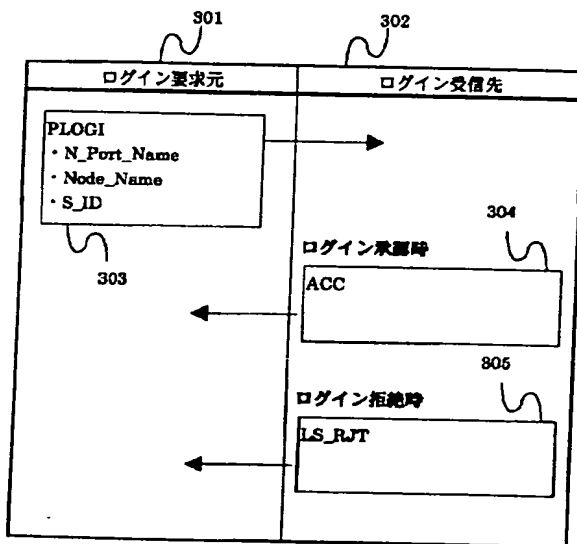 301
302
ログイン要求元
ログイン受信先
PLOGI
・N_Port_Name
・Node_Name
・S_ID
303
304
ログイン承認時
ACC
305
ログイン拒絶時
LS_RJT